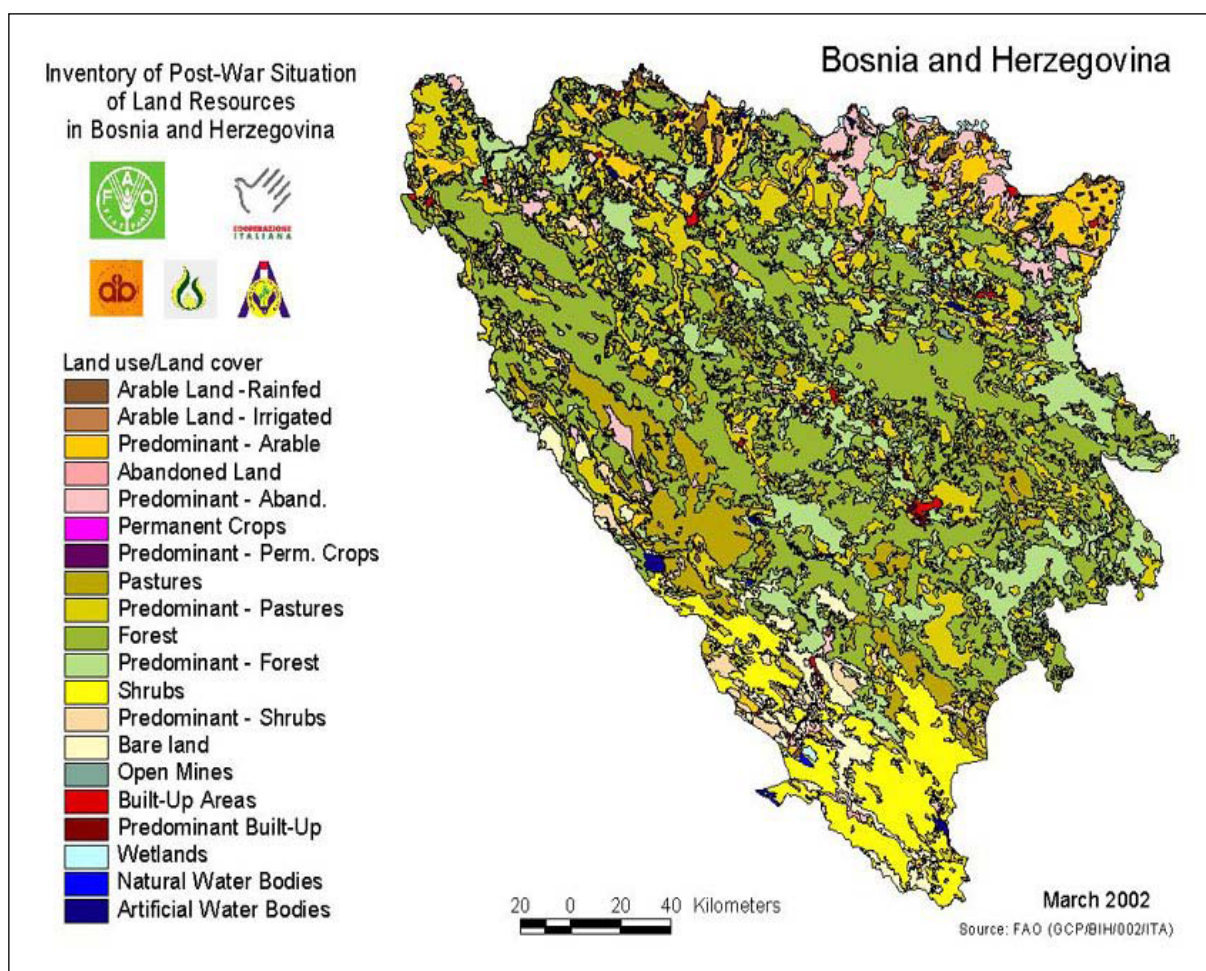 Bosnia and Herzegovina
Inventory of Post-War Situation
of Land Resources
in Bosnia and Herzegovina
F A O
FIAT PANIS
COOPERAZIONE
ITALIANA
Land use/Land cover
Arable Land -Rainfed
Arable Land - Irrigated
Predominant - Arable
Abandoned Land
Predominant - Aband.
Permanent Crops
Predominant - Perm. Crops
Pastures
Predominant - Pastures
Forest
Predominant - Forest
Shrubs
Predominant - Shrubs
Bare land
Open Mines
Built-Up Areas
Predominant Built-Up
Wetlands
Natural Water Bodies
Artificial Water Bodies
20 0 20 40 Kilometers
March 2002
Source: FAO (GCP/BIH/002/ITA)